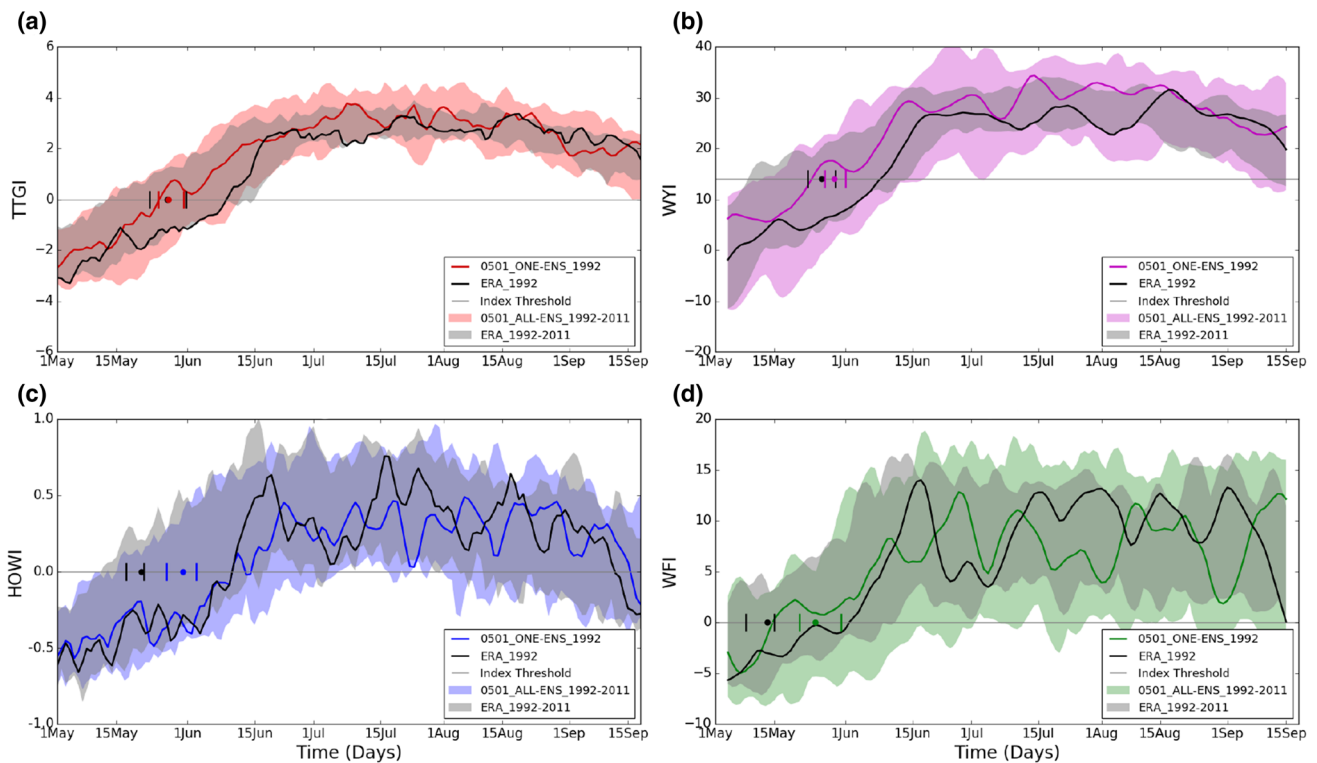 (a)
6
4
2
0
−2
−4
−6
TTGI
0501_ONE-ENS_1992
ERA_1992
Index Threshold
0501_ALL-ENS_1992-2011
ERA_1992-2011
1May 15May 1Jun 15Jun 1Jul 15Jul 1Aug 15Aug 1Sep 15Sep
(b)
40
30
20
10
0
−10
−20
WYI
0501_ONE-ENS_1992
ERA_1992
Index Threshold
0501_ALL-ENS_1992-2011
ERA_1992-2011
1May 15May 1Jun 15Jun 1Jul 15Jul 1Aug 15Aug 1Sep 15Sep
(c)
1.0
0.5
0.0
-0.5
-1.0
HOWI
0501_ONE-ENS_1992
ERA_1992
Index Threshold
0501_ALL-ENS_1992-2011
ERA_1992-2011
1May 15May 1Jun 15Jun 1Jul 15Jul 1Aug 15Aug 1Sep 15Sep
Time (Days)
(d)
20
15
10
5
0
−5
−10
WFI
0501_ONE-ENS_1992
ERA_1992
Index Threshold
0501_ALL-ENS_1992-2011
ERA_1992-2011
1May 15May 1Jun 15Jun 1Jul 15Jul 1Aug 15Aug 1Sep 15Sep
Time (Days)